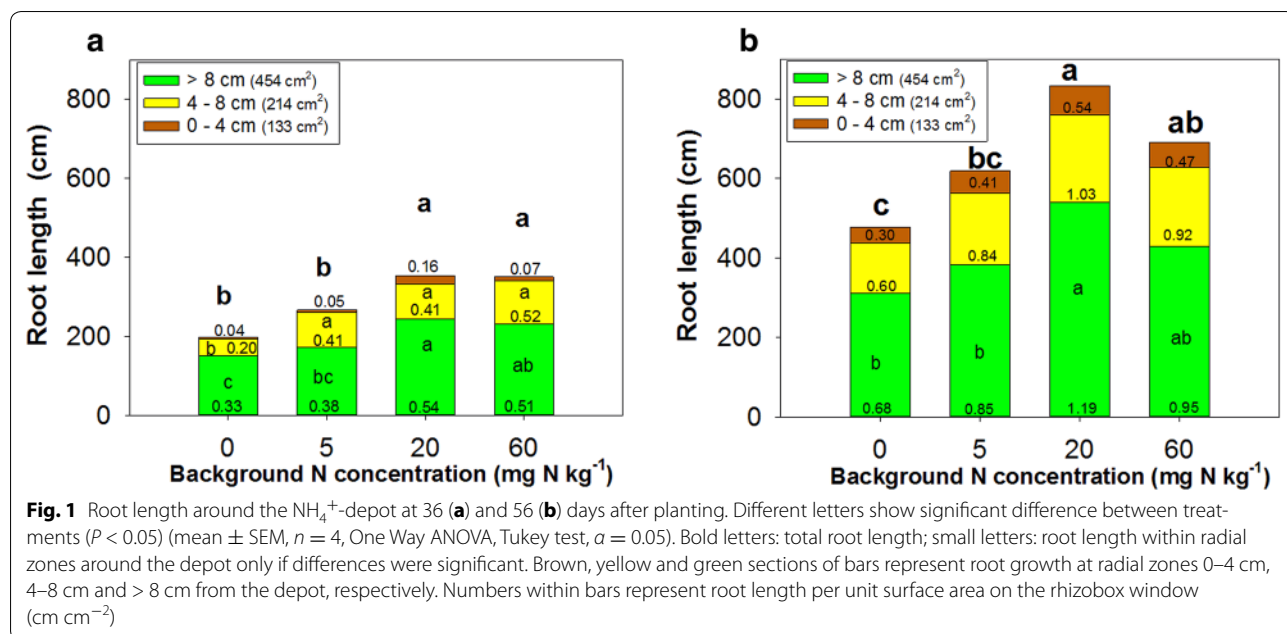 a
> 8 cm (454 cm²)
4 - 8 cm (214 cm²)
0 - 4 cm (133 cm²)
800
600
400
200
0
Root length (cm)
b
b
a
a
0.04
0.05
0.16
0.07
b 0.20
a
0.41
a
0.41
a
0.52
c
bc
a
ab
0.33
0.38
0.54
0.51
0
5
20
60
Background N concentration (mg N kg⁻¹)
b
> 8 cm (454 cm²)
4 - 8 cm (214 cm²)
0 - 4 cm (133 cm²)
800
600
400
200
0
Root length (cm)
c
bc
a
ab
0.30
0.41
0.54
0.47
0.60
0.84
1.03
0.92
b
b
a
ab
0.68
0.85
1.19
0.95
0
5
20
60
Background N concentration (mg N kg⁻¹)
Fig. 1 Root length around the NH₄⁺-depot at 36 (a) and 56 (b) days after planting. Different letters show significant difference between treat-
ments (P < 0.05) (mean ± SEM, n = 4, One Way ANOVA, Tukey test, α = 0.05). Bold letters: total root length; small letters: root length within radial
zones around the depot only if differences were significant. Brown, yellow and green sections of bars represent root growth at radial zones 0–4 cm,
4–8 cm and > 8 cm from the depot, respectively. Numbers within bars represent root length per unit surface area on the rhizobox window
(cm cm⁻²)